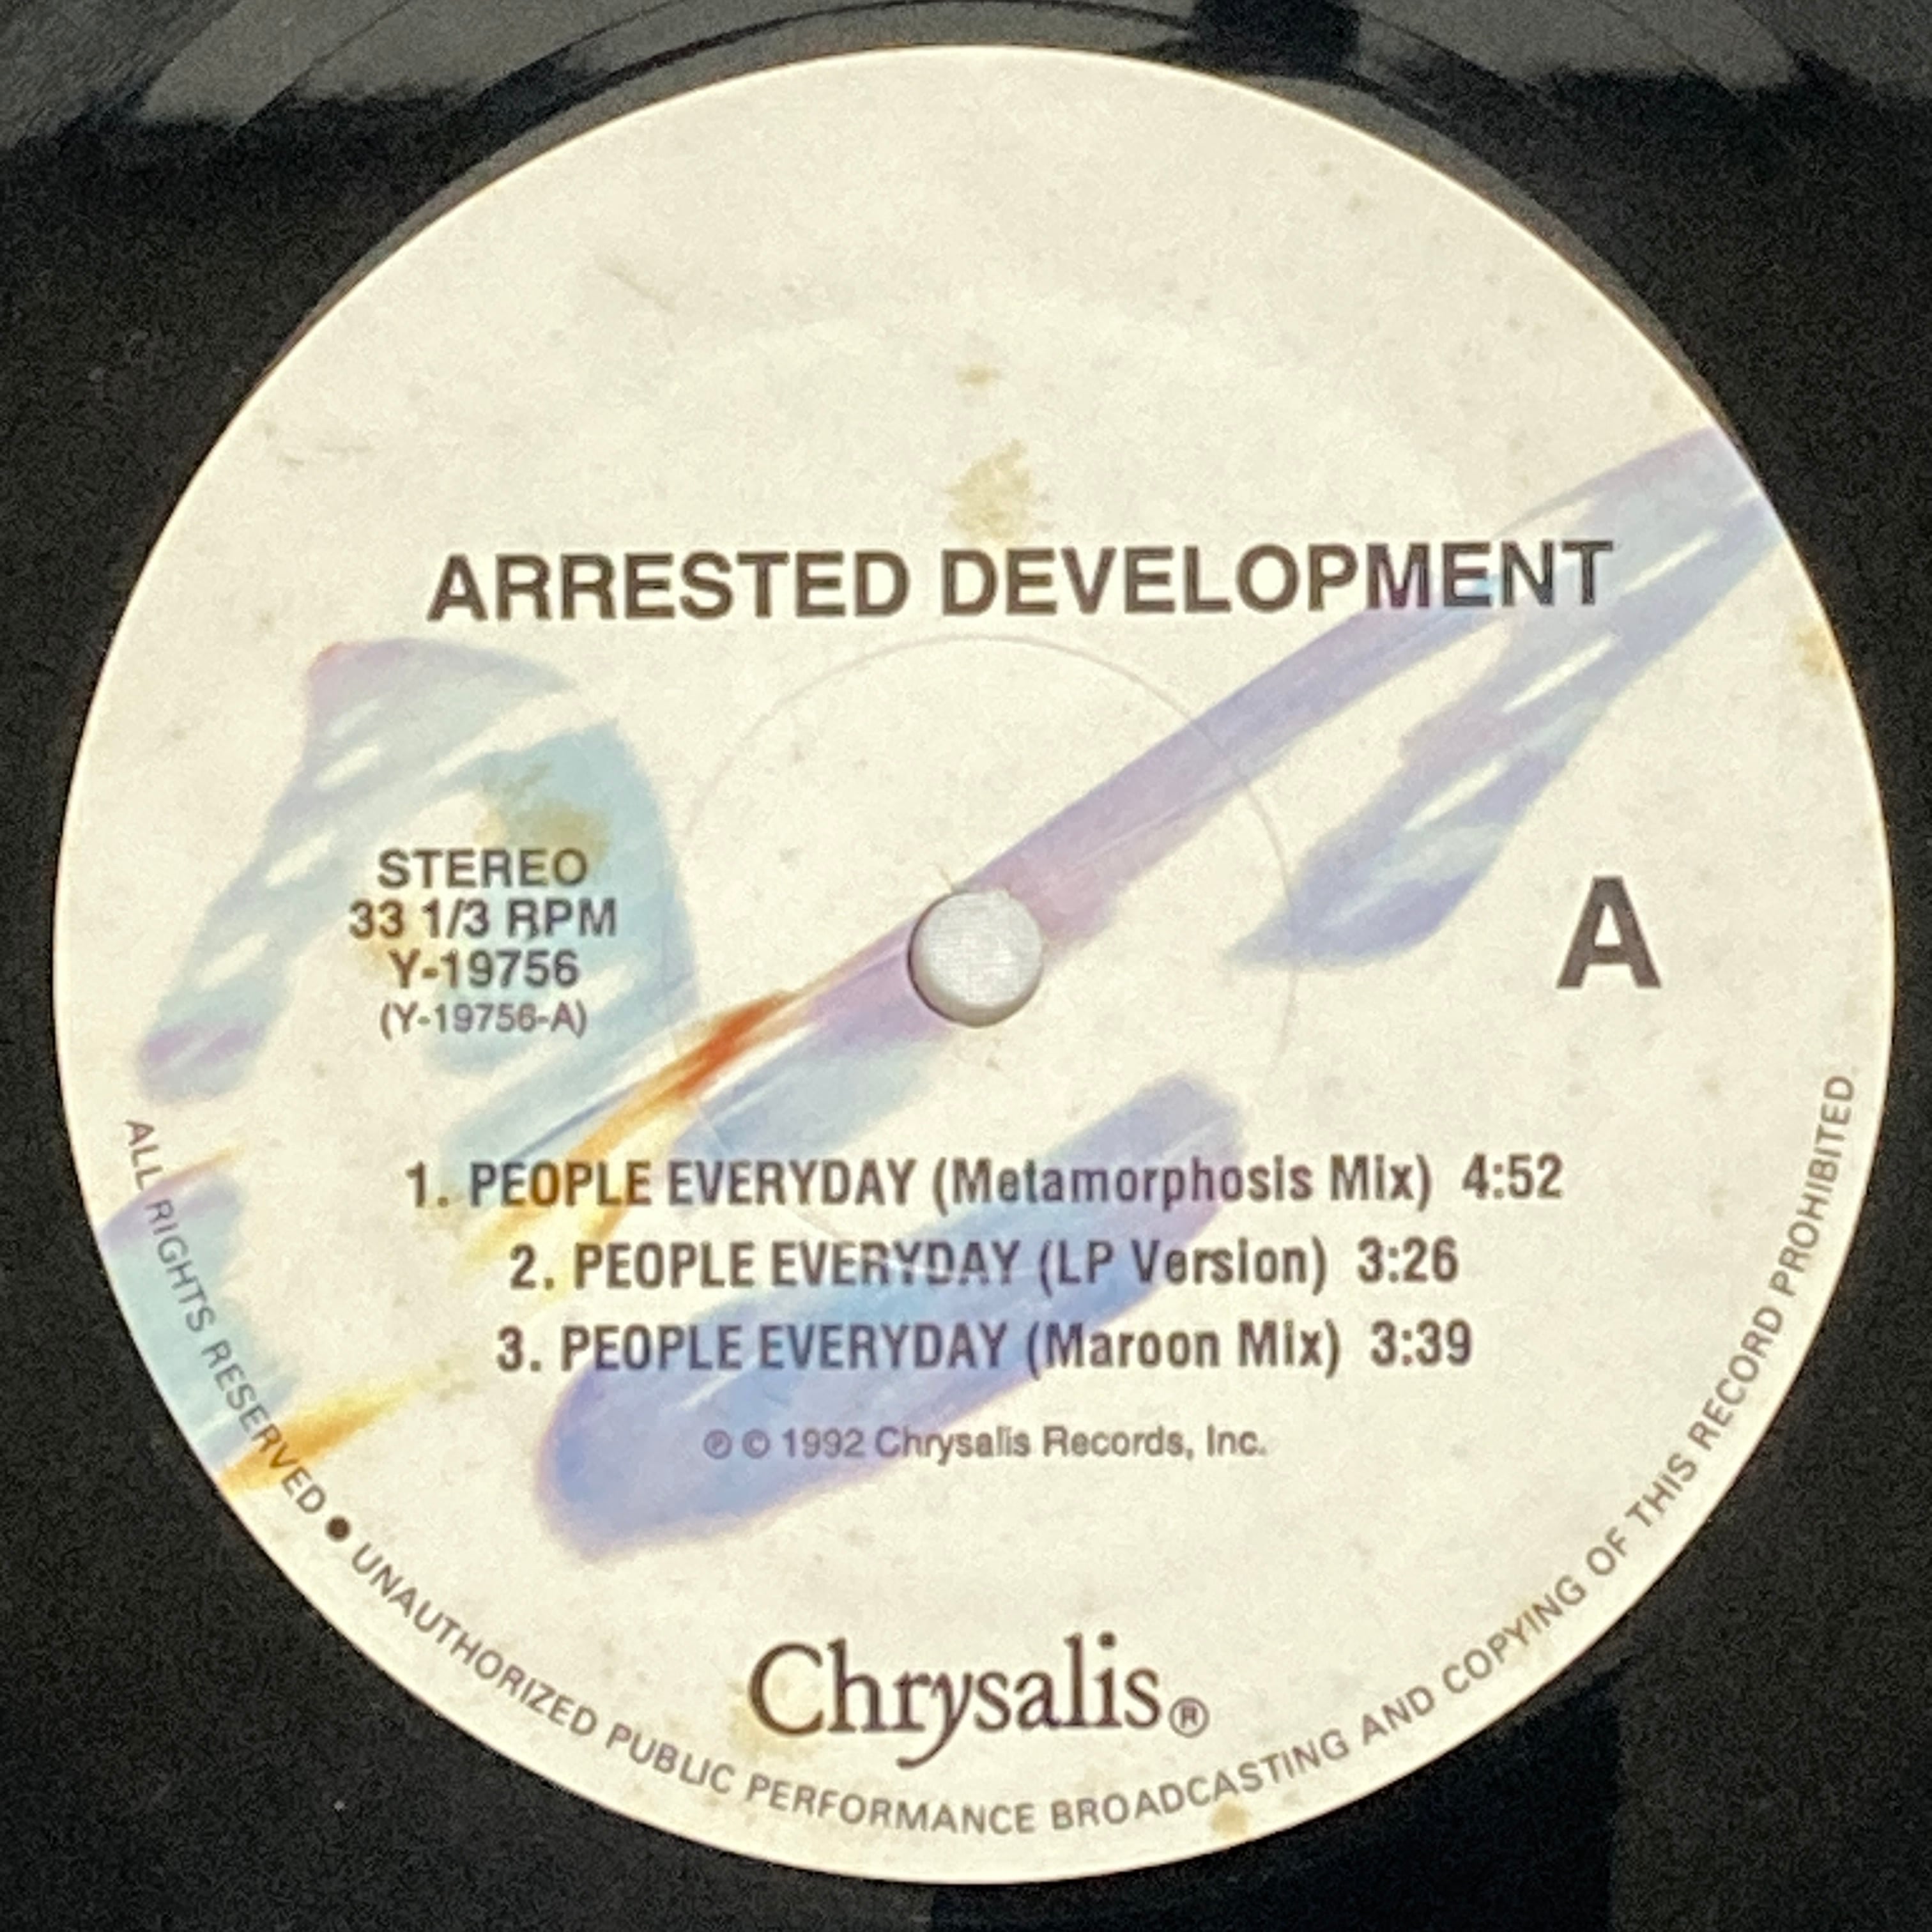 ARRESTED DEVELOPMENT
STEREO
33 1/3 RPM
Y-19756
(Y-19756-A)
A
1. PEOPLE EVERYDAY (Metamorphosis Mix) 4:52
2. PEOPLE EVERYDAY (LP Version) 3:26
3. PEOPLE EVERYDAY (Maroon Mix) 3:39
℗ © 1992 Chrysalis Records, Inc.
Chrysalis®
ALL RIGHTS RESERVED ● UNAUTHORIZED PUBLIC PERFORMANCE BROADCASTING AND COPYING OF THIS RECORD PROHIBITED